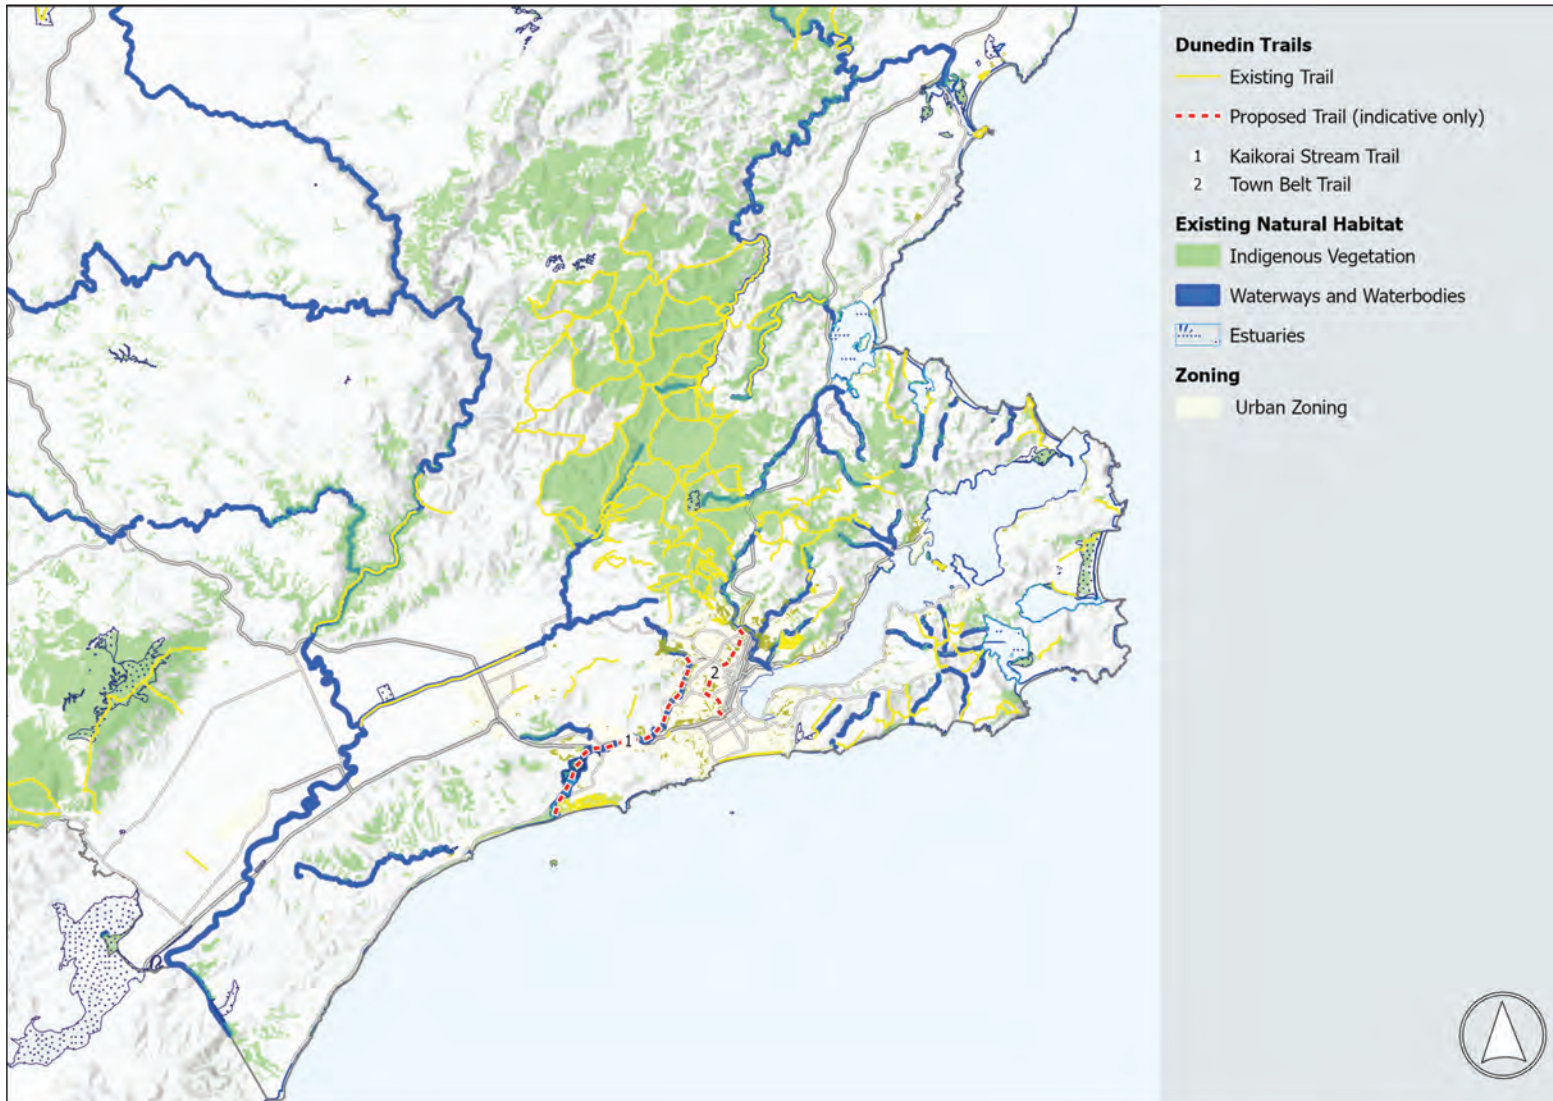 Dunedin Trails
Existing Trail
Proposed Trail (indicative only)
1 Kaikorai Stream Trail
2 Town Belt Trail
Existing Natural Habitat
Indigenous Vegetation
Waterways and Waterbodies
Estuaries
Zoning
Urban Zoning
2
1